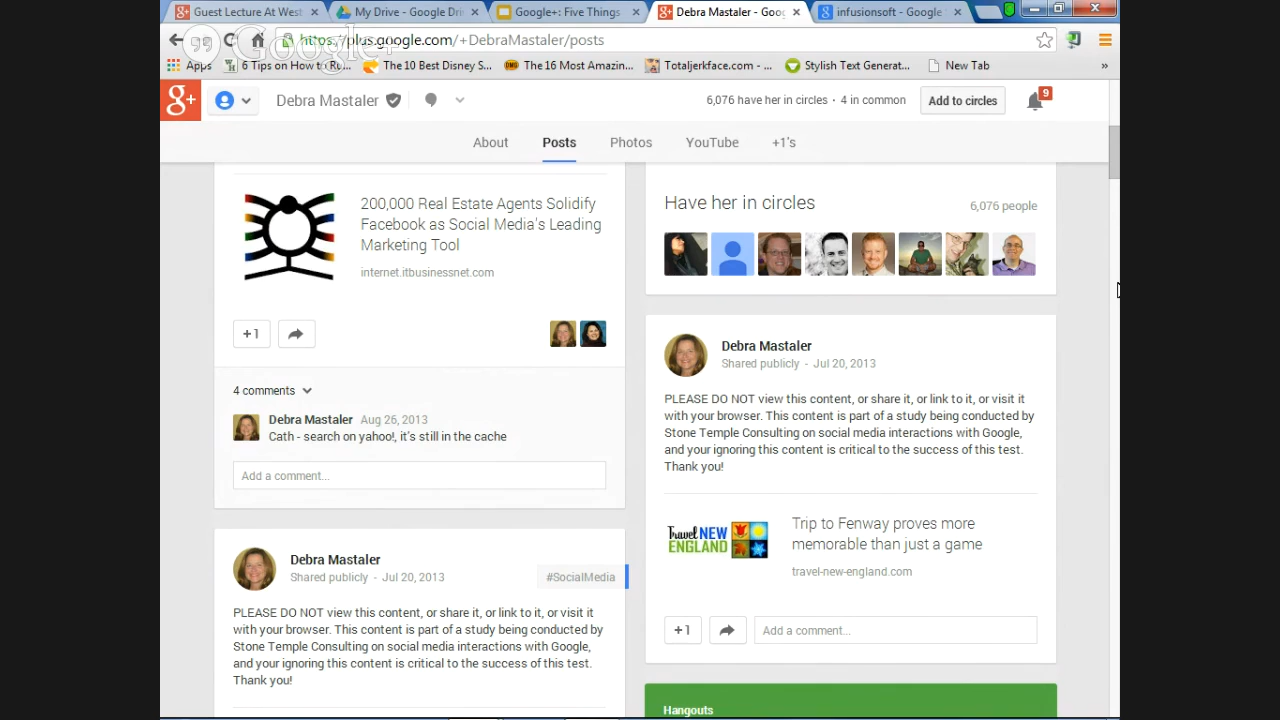 Guest Lecture At West
My Drive - Google Dri
Google+: Five Things
Debra Mastaler - Goo
infusionsoft - Google
Google+
https://plus.google.com/+DebraMastaler/posts
Apps
6 Tips on How to Ru...
The 10 Best Disney S...
The 16 Most Amazin...
Totaljerkface.com - ...
Stylish Text Generat...
New Tab
»
g+
Debra Mastaler
6,076 have her in circles • 4 in common
Add to circles
9
About
Posts
Photos
YouTube
+1's
200,000 Real Estate Agents Solidify
Facebook as Social Media's Leading
Marketing Tool
internet.itbusinessnet.com
+1
4 comments
Debra Mastaler Aug 26, 2013
Cath - search on yahoo!, it's still in the cache
Add a comment...
Debra Mastaler
Shared publicly - Jul 20, 2013
#SocialMedia
PLEASE DO NOT view this content, or share it, or link to it, or visit it
with your browser. This content is part of a study being conducted by
Stone Temple Consulting on social media interactions with Google,
and your ignoring this content is critical to the success of this test.
Thank you!
Have her in circles
6,076 people
Debra Mastaler
Shared publicly - Jul 20, 2013
PLEASE DO NOT view this content, or share it, or link to it, or visit it
with your browser. This content is part of a study being conducted by
Stone Temple Consulting on social media interactions with Google,
and your ignoring this content is critical to the success of this test.
Thank you!
Travel NEW
ENGLAND
Trip to Fenway proves more
memorable than just a game
travel-new-england.com
+1
Add a comment...
Hangouts